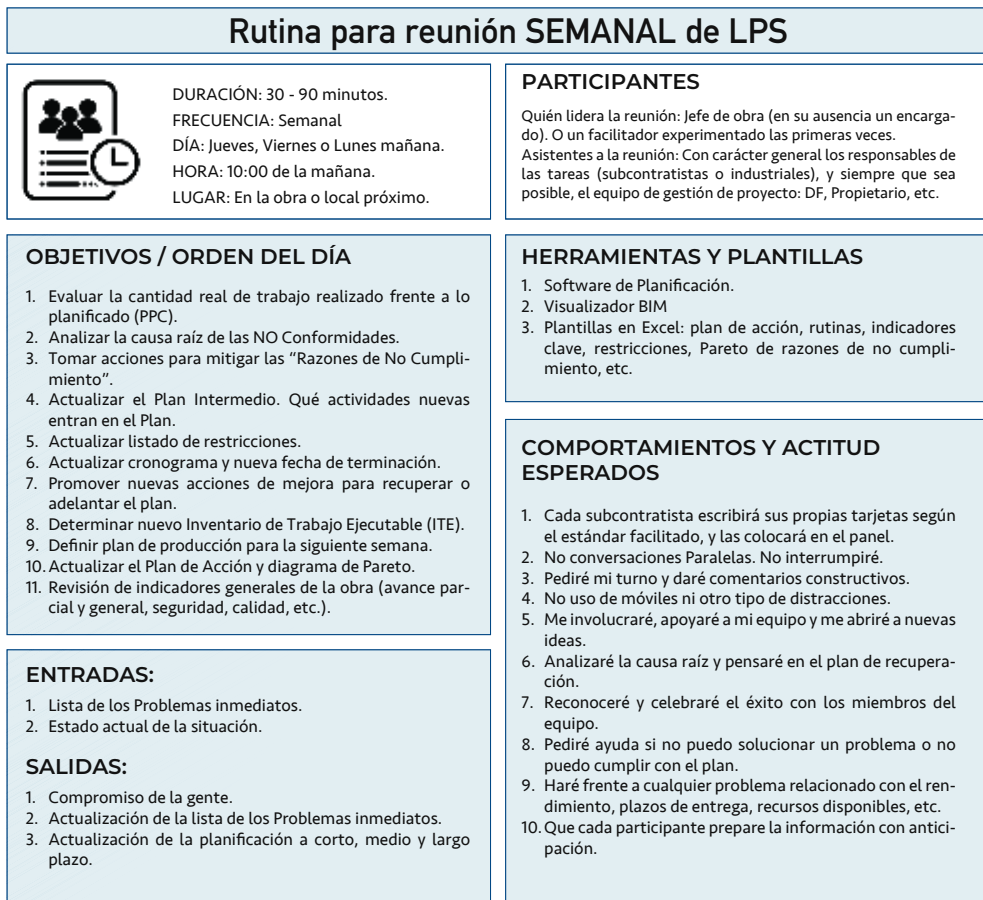 Rutina para reunión SEMANAL de LPS
DURACIÓN: 30 - 90 minutos.
FRECUENCIA: Semanal
DÍA: Jueves, Viernes o Lunes mañana.
HORA: 10:00 de la mañana.
LUGAR: En la obra o local próximo.
PARTICIPANTES
Quién lidera la reunión: Jefe de obra (en su ausencia un encarga-
do). O un facilitador experimentado las primeras veces.
Asistentes a la reunión: Con carácter general los responsables de
las tareas (subcontratistas o industriales), y siempre que sea
posible, el equipo de gestión de proyecto: DF, Propietario, etc.
OBJETIVOS / ORDEN DEL DÍA
1. Evaluar la cantidad real de trabajo realizado frente a lo
planificado (PPC).
2. Analizar la causa raíz de las NO Conformidades.
3. Tomar acciones para mitigar las “Razones de No Cumpli-
miento”.
4. Actualizar el Plan Intermedio. Qué actividades nuevas
entran en el Plan.
5. Actualizar listado de restricciones.
6. Actualizar cronograma y nueva fecha de terminación.
7. Promover nuevas acciones de mejora para recuperar o
adelantar el plan.
8. Determinar nuevo Inventario de Trabajo Ejecutable (ITE).
9. Definir plan de producción para la siguiente semana.
10. Actualizar el Plan de Acción y diagrama de Pareto.
11. Revisión de indicadores generales de la obra (avance par-
cial y general, seguridad, calidad, etc.).
ENTRADAS:
1. Lista de los Problemas inmediatos.
2. Estado actual de la situación.
SALIDAS:
1. Compromiso de la gente.
2. Actualización de la lista de los Problemas inmediatos.
3. Actualización de la planificación a corto, medio y largo
plazo.
HERRAMIENTAS Y PLANTILLAS
1. Software de Planificación.
2. Visualizador BIM
3. Plantillas en Excel: plan de acción, rutinas, indicadores
clave, restricciones, Pareto de razones de no cumpli-
miento, etc.
COMPORTAMIENTOS Y ACTITUD
ESPERADOS
1. Cada subcontratista escribirá sus propias tarjetas según
el estándar facilitado, y las colocará en el panel.
2. No conversaciones Paralelas. No interrumpiré.
3. Pediré mi turno y daré comentarios constructivos.
4. No uso de móviles ni otro tipo de distracciones.
5. Me involucraré, apoyaré a mi equipo y me abriré a nuevas
ideas.
6. Analizaré la causa raíz y pensaré en el plan de recupera-
ción.
7. Reconoceré y celebraré el éxito con los miembros del
equipo.
8. Pediré ayuda si no puedo solucionar un problema o no
puedo cumplir con el plan.
9. Haré frente a cualquier problema relacionado con el ren-
dimiento, plazos de entrega, recursos disponibles, etc
10. Que cada participante prepare la información con antici-
pación.